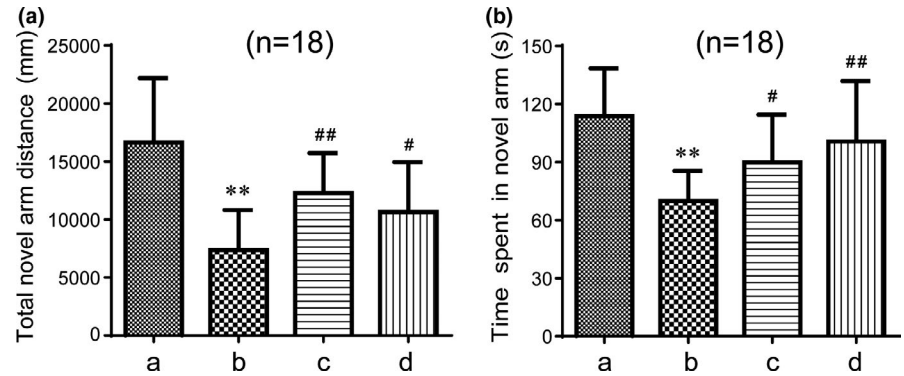 (a)
(n=18)
Total novel arm distance (mm)
25000
20000
15000
10000
5000
0
**
##
#
a b c d
(b)
(n=18)
Time spent in novel arm (s)
150
120
90
60
30
0
**
#
##
a b c d